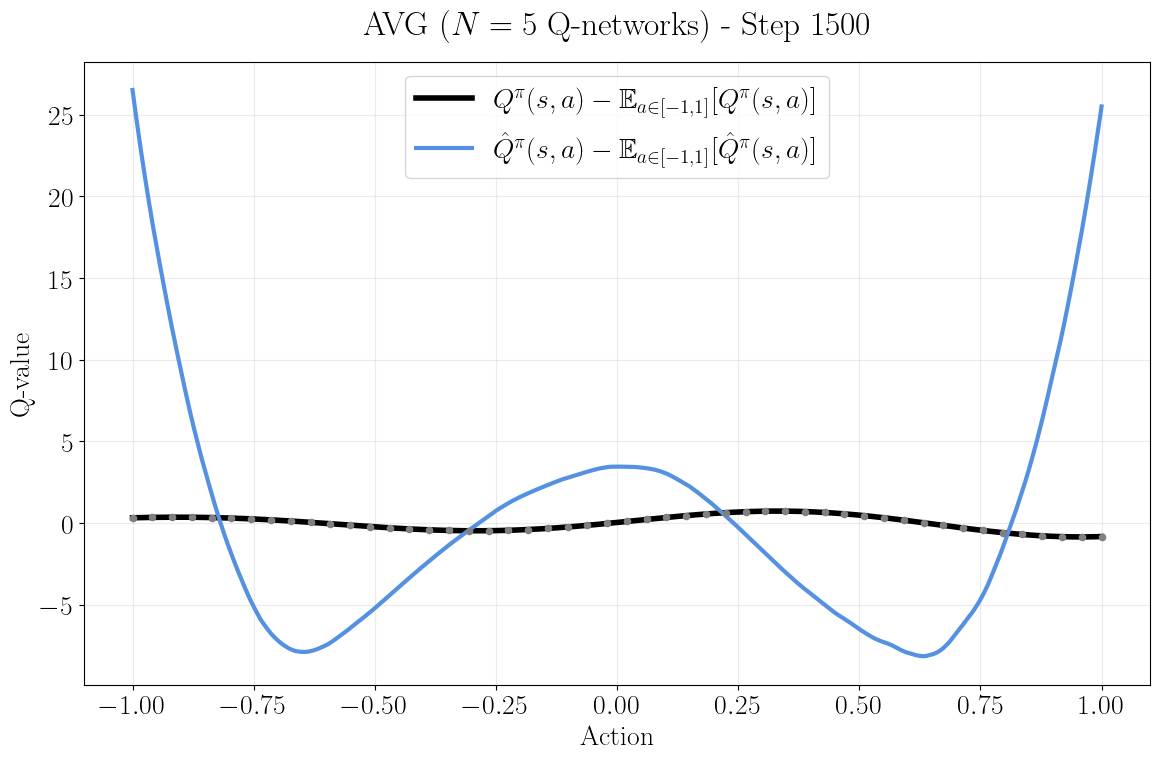 AVG (N = 5 Q-networks) - Step 1500
Q^π(s, a) − 𝔼_{a∈[−1,1]}[Q^π(s, a)]
Q̂^π(s, a) − 𝔼_{a∈[−1,1]}[Q̂^π(s, a)]
25
20
15
10
5
0
−5
Q-value
−1.00 −0.75 −0.50 −0.25 0.00 0.25 0.50 0.75 1.00
Action